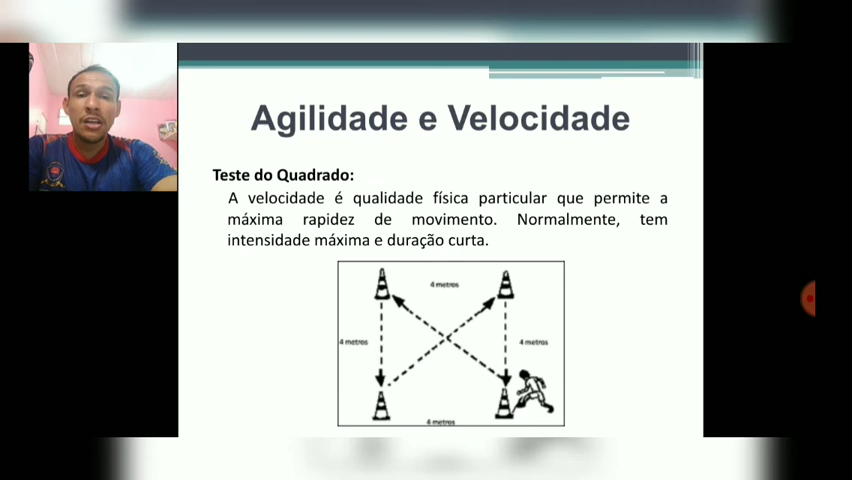 Agilidade e Velocidade
Teste do Quadrado:
A velocidade é qualidade física particular que permite a
máxima rapidez de movimento. Normalmente, tem
intensidade máxima e duração curta.
4 metros
4 metros
4 metros
4 metros